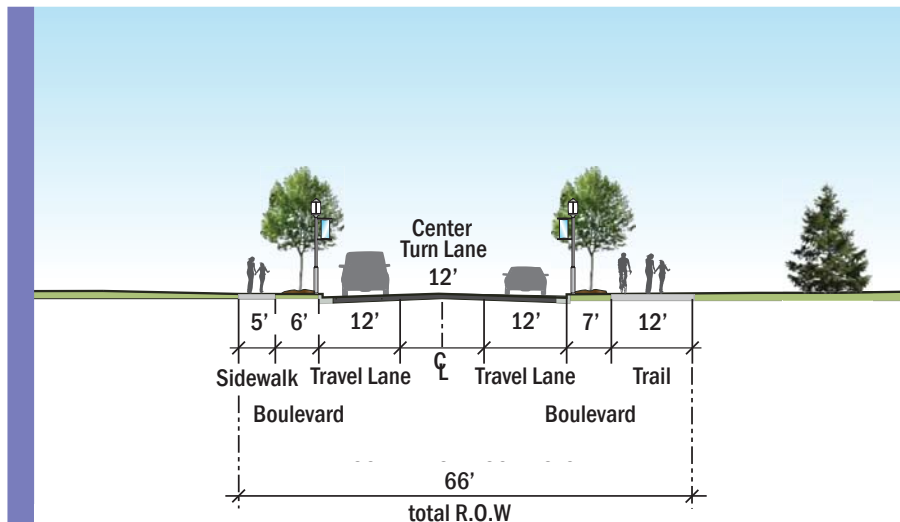 Center
Turn Lane
12’
5’ 6’ 12’ 12’ 7’ 12’
℄
Sidewalk Travel Lane Travel Lane Trail
Boulevard Boulevard
66’
total R.O.W